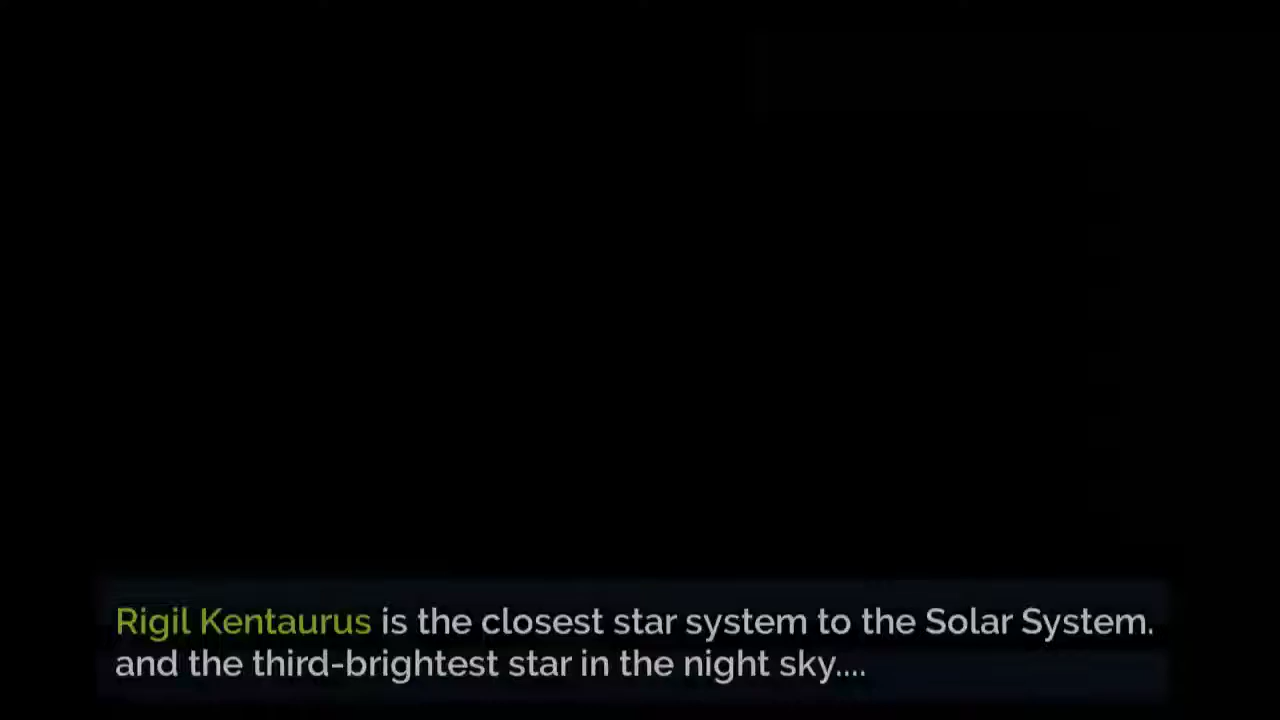 Rigil Kentaurus is the closest star system to the Solar System.
and the third-brightest star in the night sky....